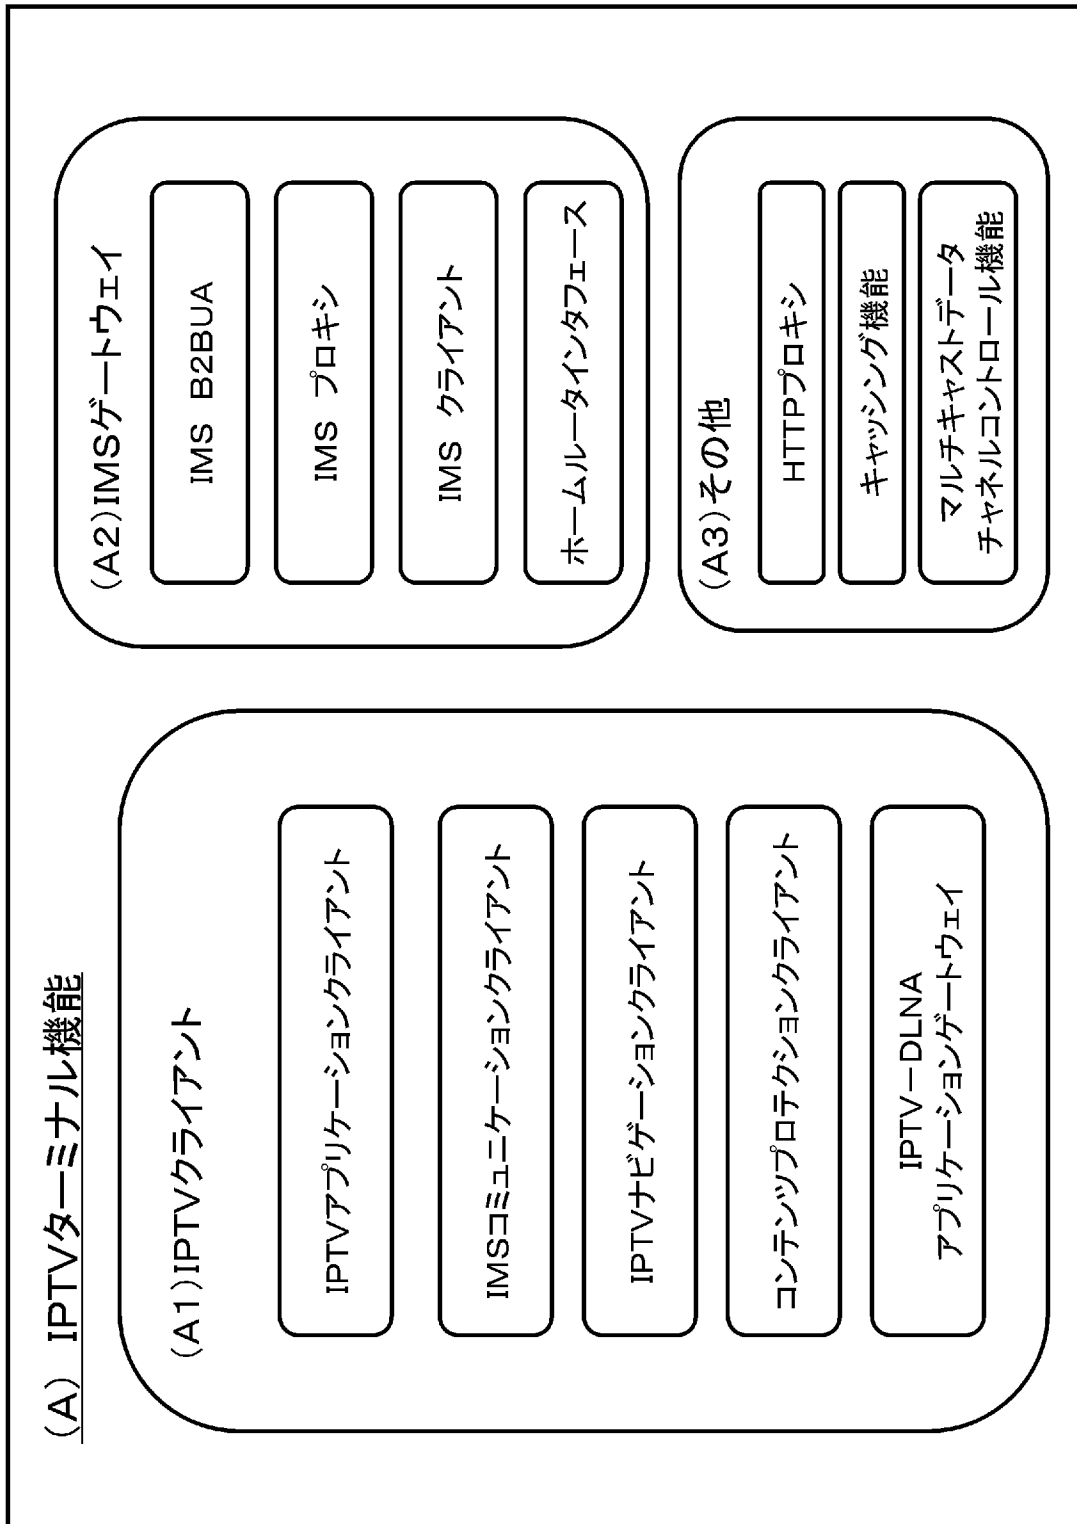 (A) IPTVターミナル機能
(A1)IPTVクライアント
IPTVアプリケーションクライアント
IMSコミュニケーションクライアント
IPTVナビゲーションクライアント
コンテンツプロテクションクライアント
IPTV－DLNA
アプリケーションゲートウェイ
(A2)IMSゲートウェイ
IMS B2BUA
IMS プロキシ
IMS クライアント
ホームルータインタフェース
(A3)その他
HTTPプロキシ
キャッシング機能
マルチキャストデータ
チャネルコントロール機能